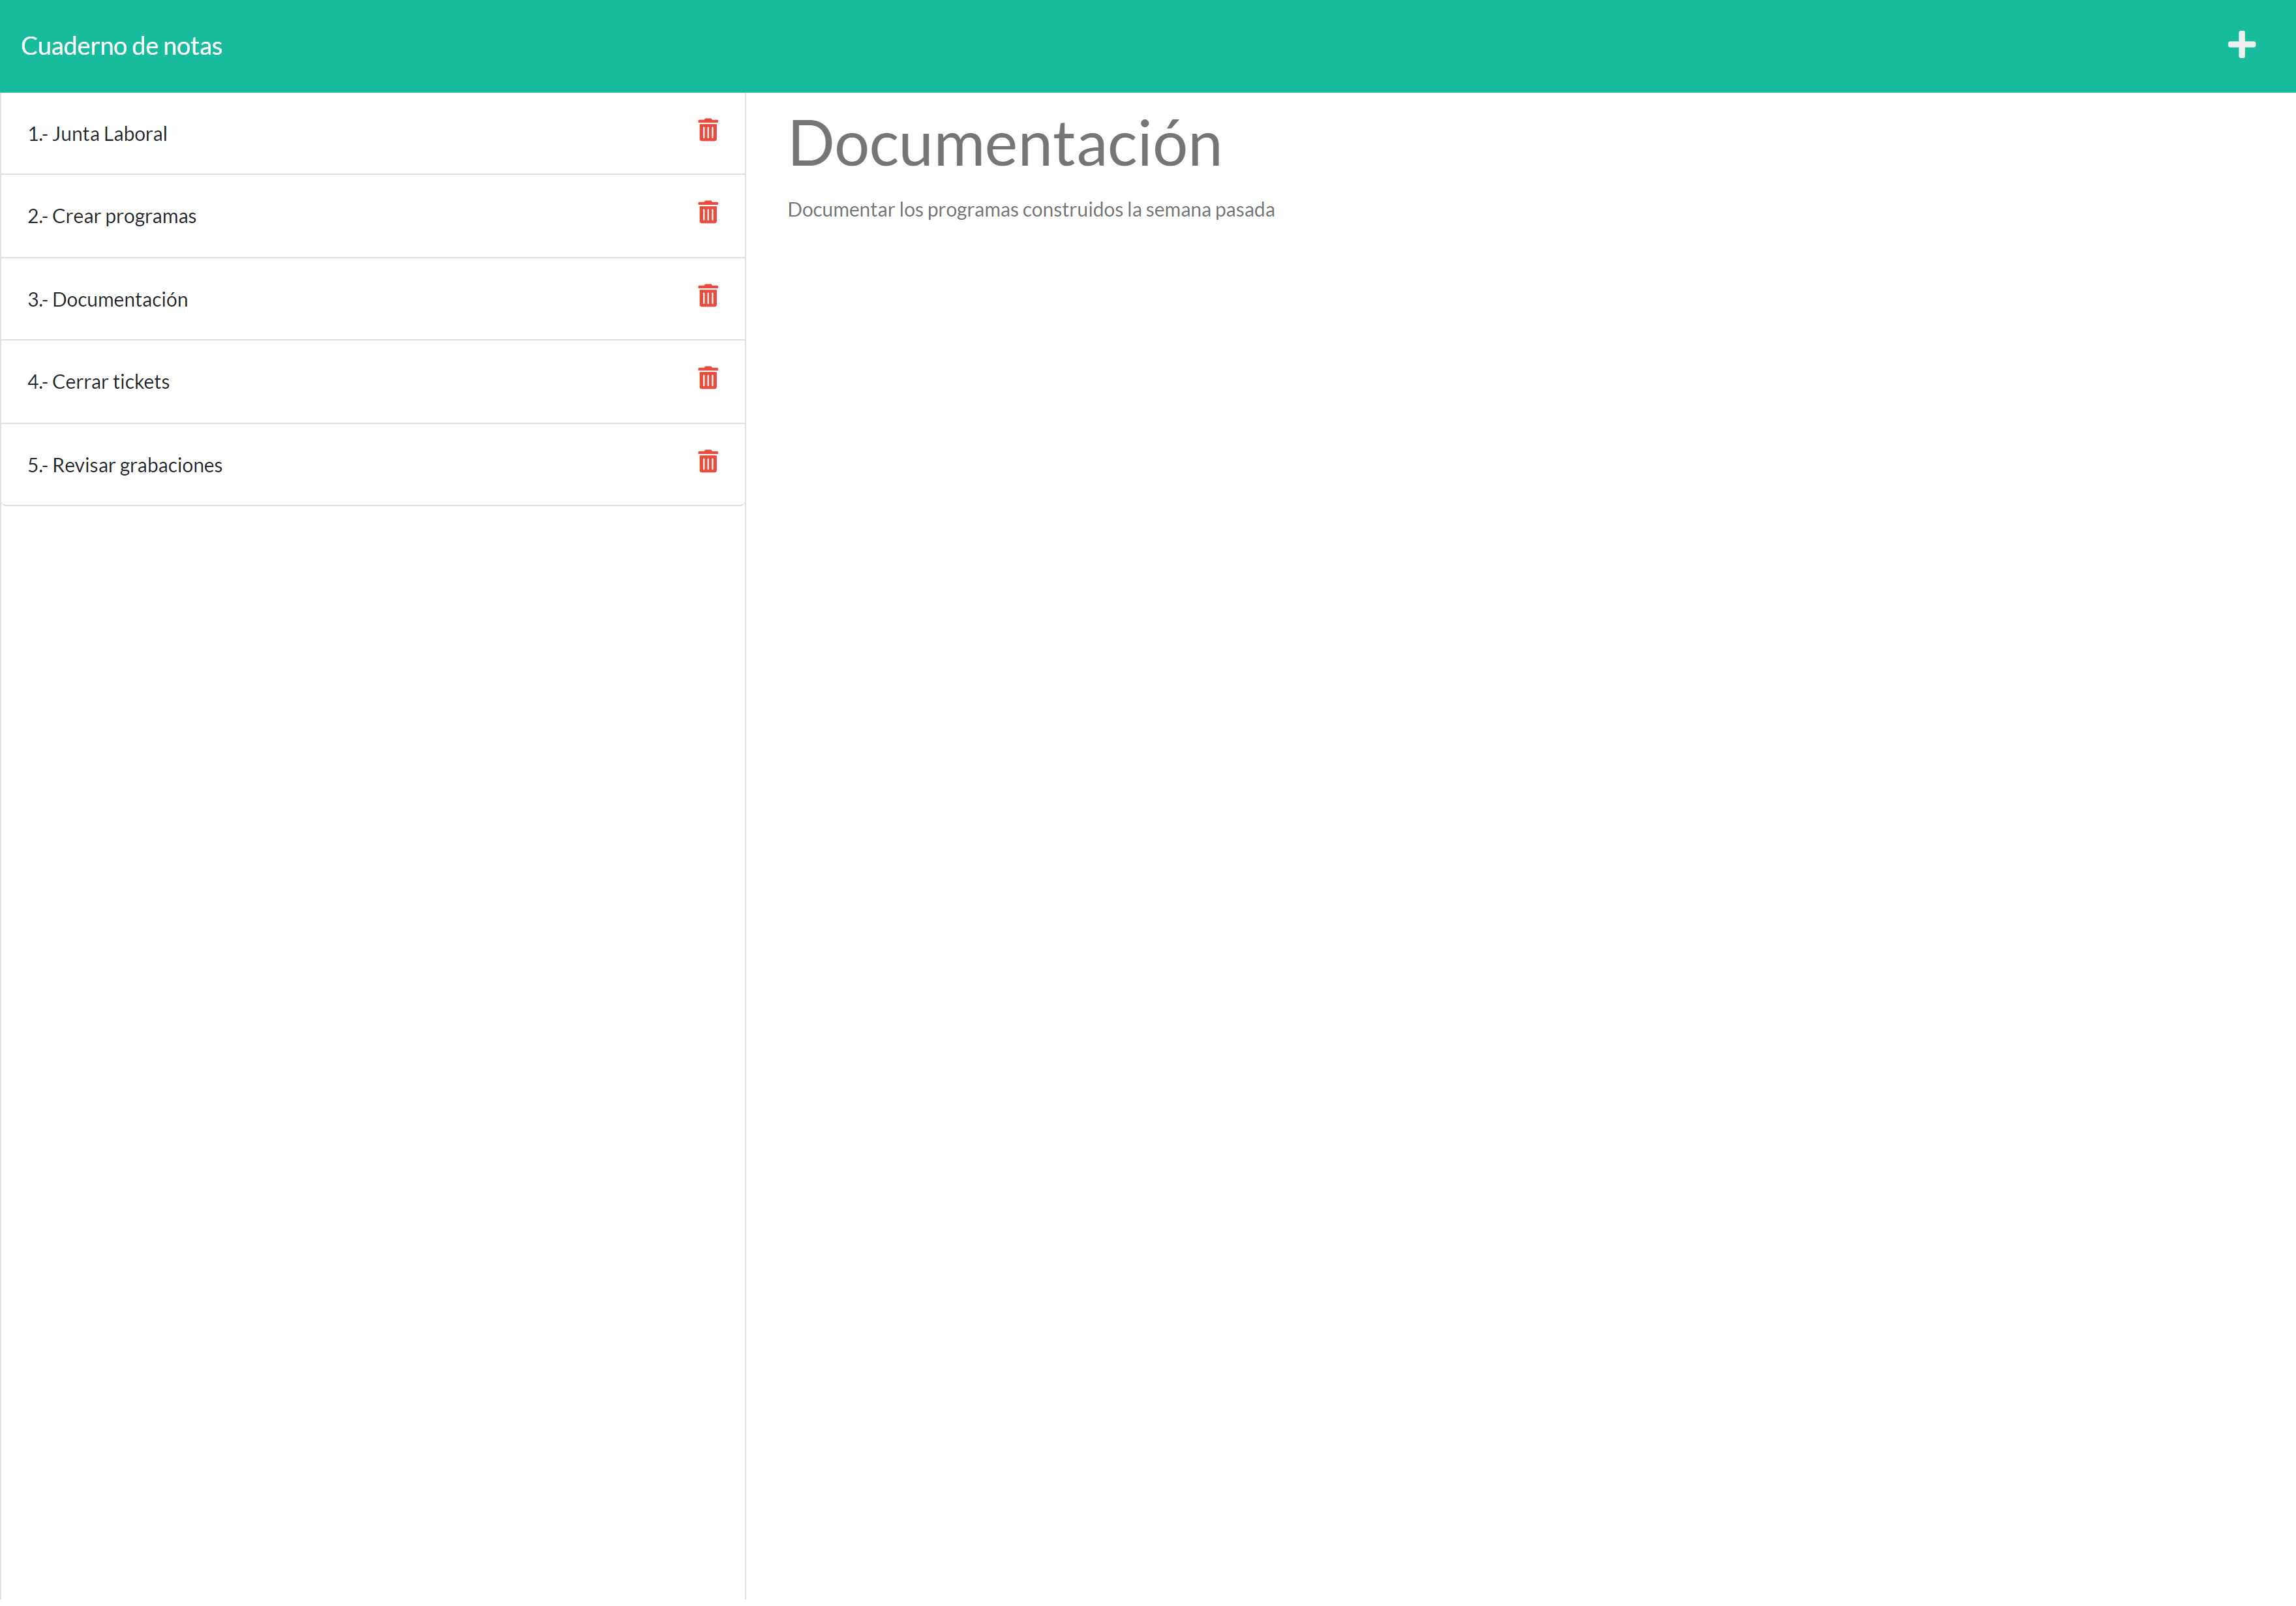 Cuaderno de notas
1.- Junta Laboral
2.- Crear programas
3.- Documentación
4.- Cerrar tickets
5.- Revisar grabaciones
Documentación
Documentar los programas construidos la semana pasada